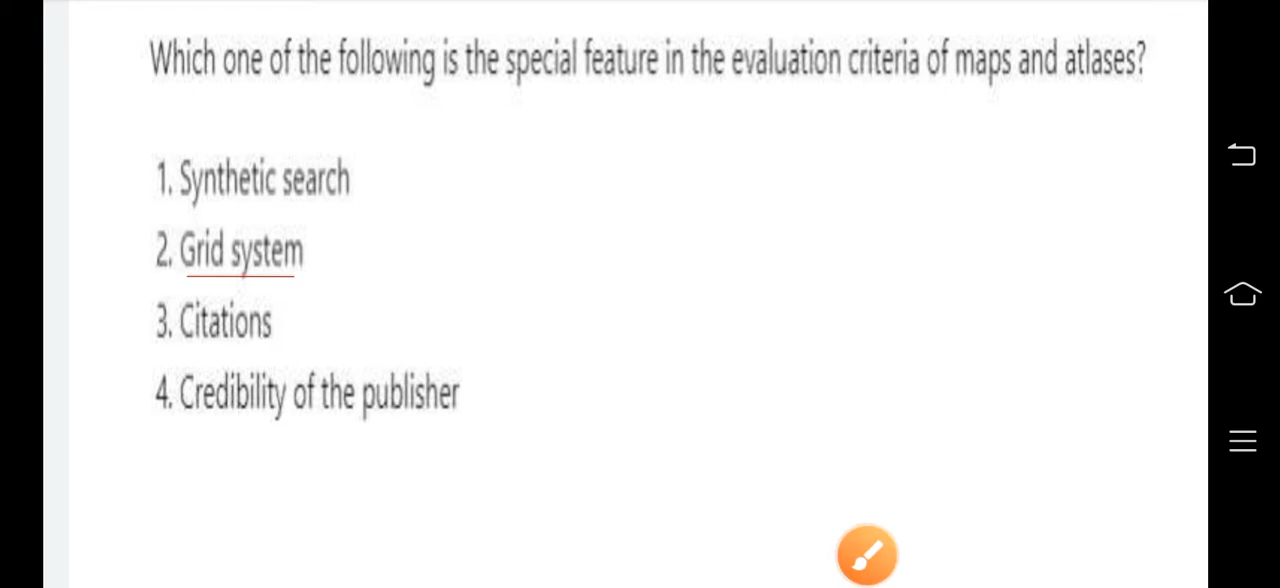 Which one of the following is the special feature in the evaluation criteria of maps and atlases?
1. Synthetic search
2. Grid system
3. Citations
4. Credibility of the publisher